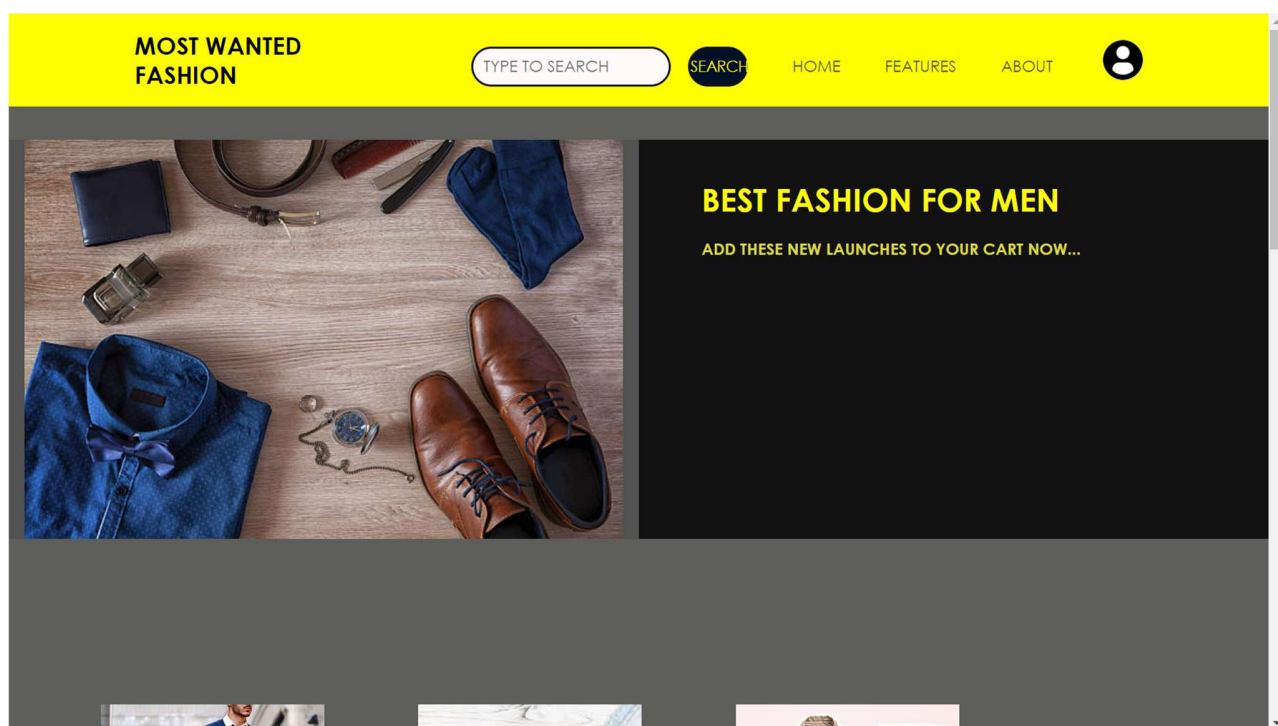 MOST WANTED
FASHION
TYPE TO SEARCH
SEARCH
HOME
FEATURES
ABOUT
BEST FASHION FOR MEN
ADD THESE NEW LAUNCHES TO YOUR CART NOW...